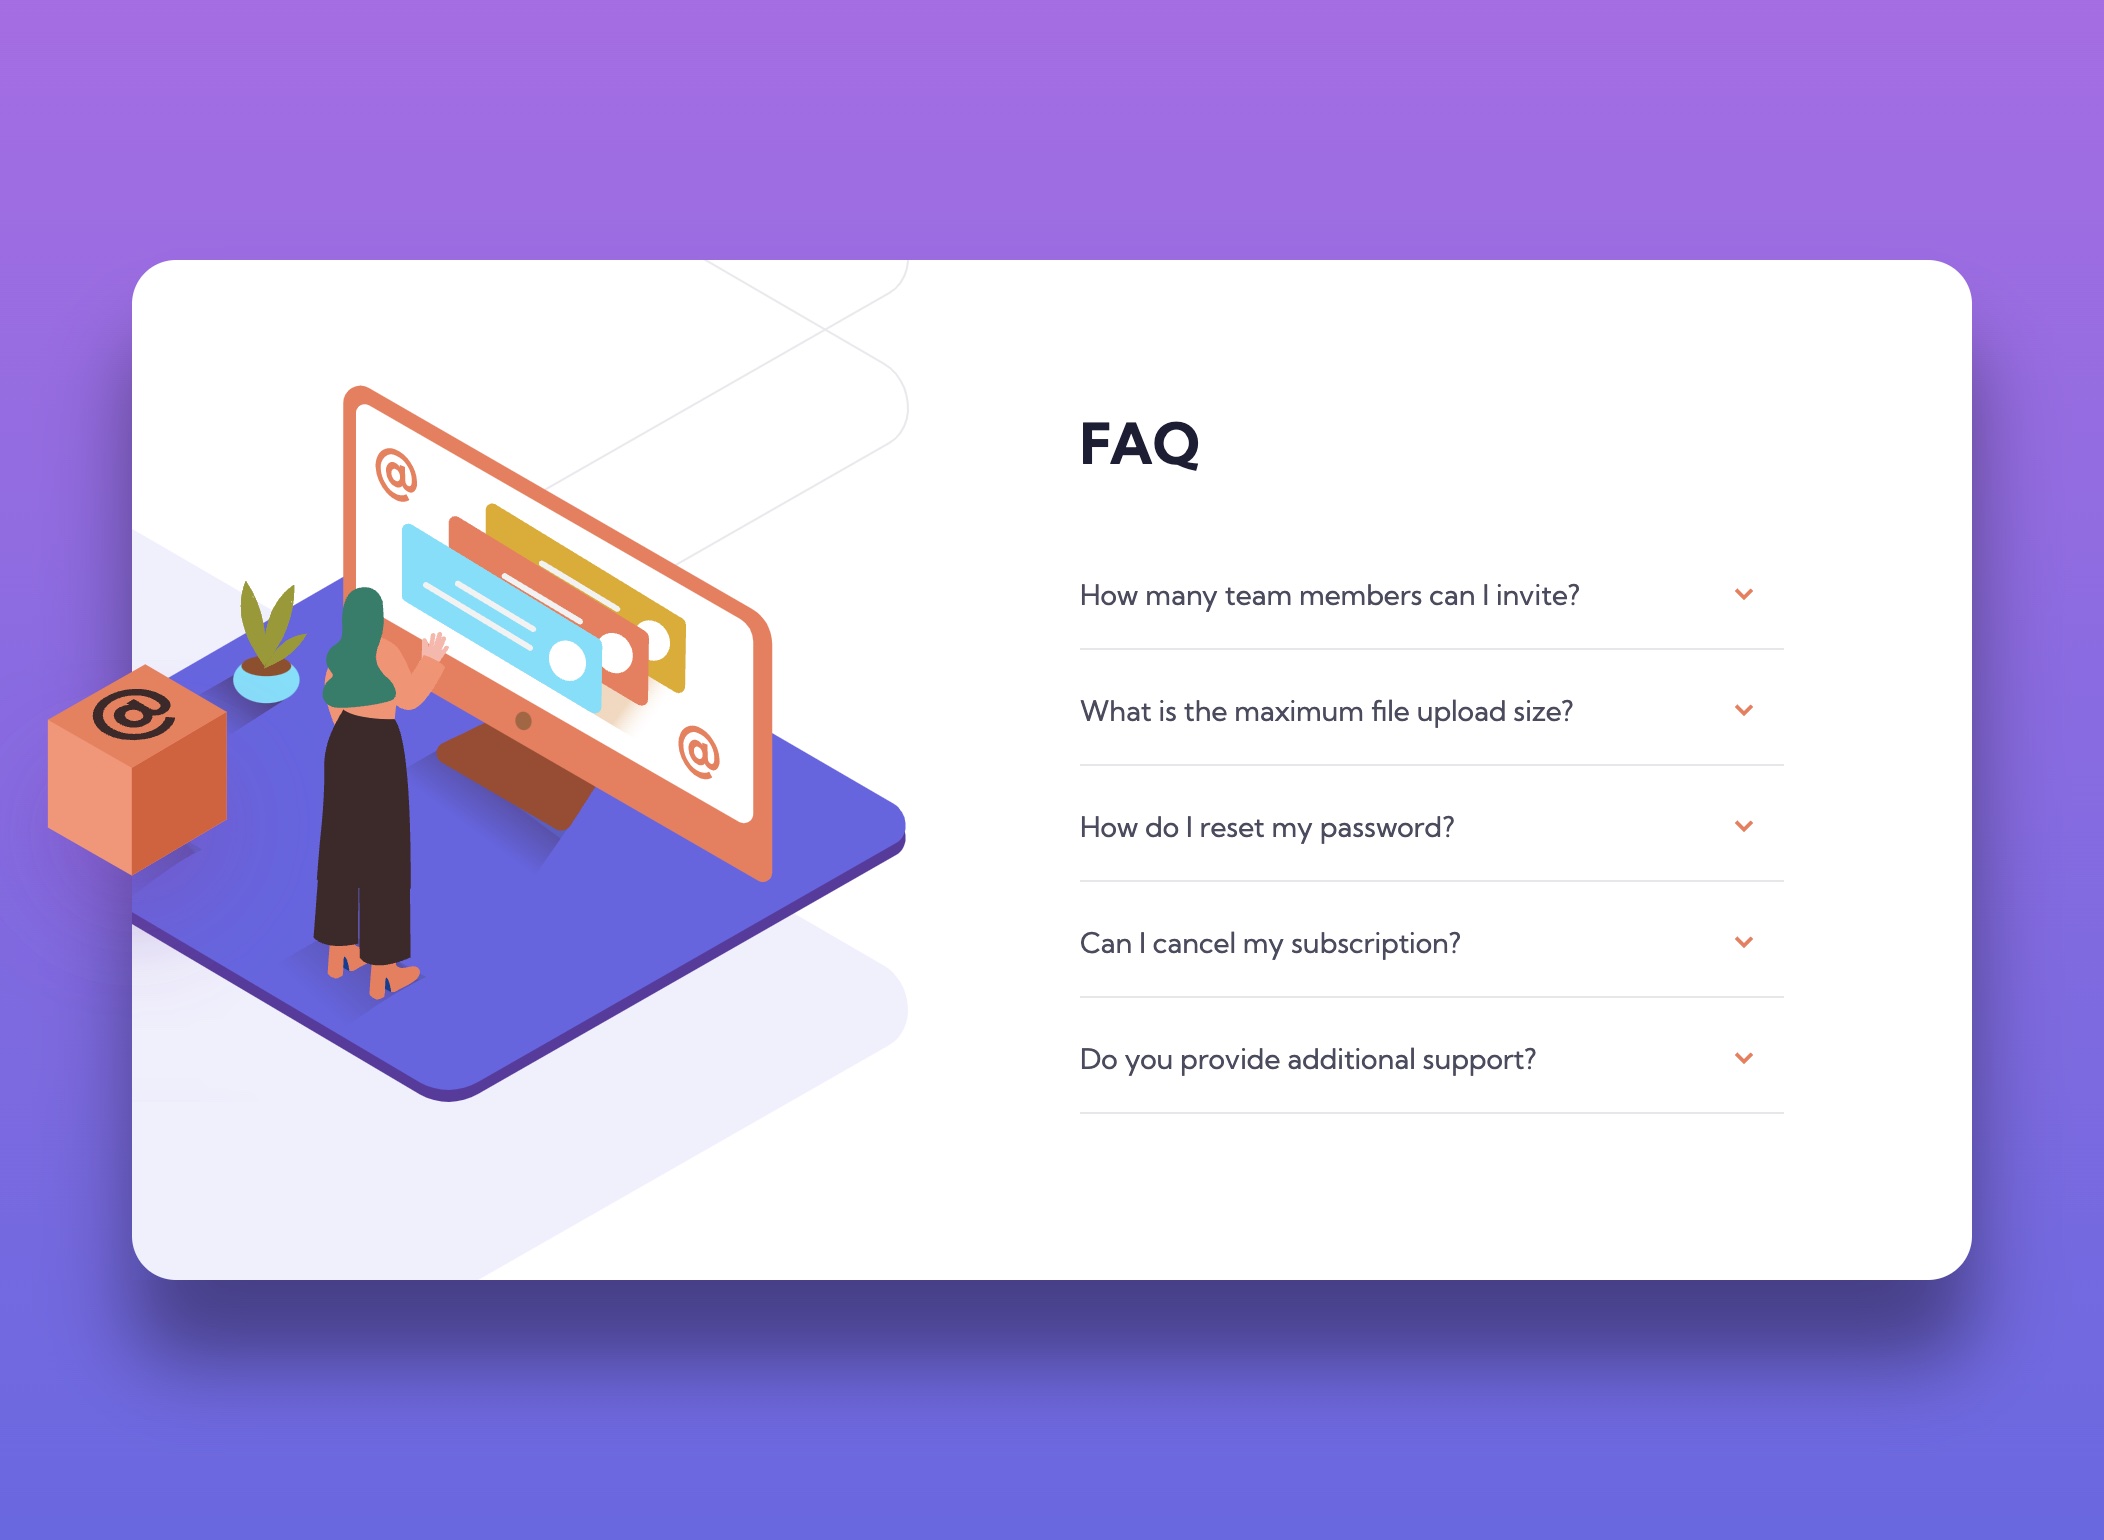 @
@
@
FAQ
How many team members can I invite?
What is the maximum file upload size?
How do I reset my password?
Can I cancel my subscription?
Do you provide additional support?